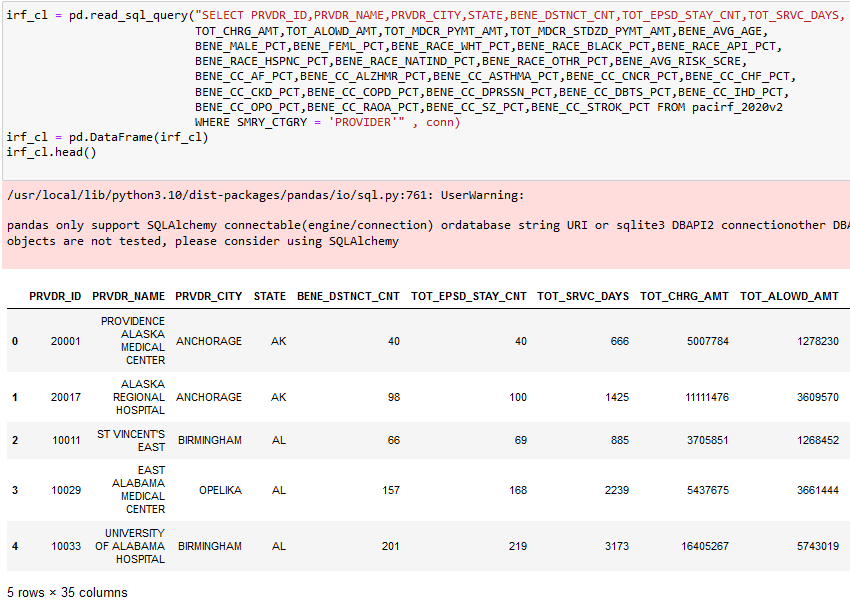 irf_cl = pd.read_sql_query("SELECT PRVDR_ID,PRVDR_NAME,PRVDR_CITY,STATE,BENE_DSTNCT_CNT,TOT_EPSD_STAY_CNT,TOT_SRVC_DAYS,
TOT_CHRG_AMT,TOT_ALOWD_AMT,TOT_MDCR_PYMT_AMT,TOT_MDCR_STDZD_PYMT_AMT,BENE_AVG_AGE,
BENE_MALE_PCT,BENE_FEML_PCT,BENE_RACE_WHT_PCT,BENE_RACE_BLACK_PCT,BENE_RACE_API_PCT,
BENE_RACE_HSPNC_PCT,BENE_RACE_NATIND_PCT,BENE_RACE_OTHR_PCT,BENE_AVG_RISK_SCRE,
BENE_CC_AF_PCT,BENE_CC_ALZHMR_PCT,BENE_CC_ASTHMA_PCT,BENE_CC_CNCR_PCT,BENE_CC_CHF_PCT,
BENE_CC_CKD_PCT,BENE_CC_COPD_PCT,BENE_CC_DPRSSN_PCT,BENE_CC_DBTS_PCT,BENE_CC_IHD_PCT,
BENE_CC_OPO_PCT,BENE_CC_RAOA_PCT,BENE_CC_SZ_PCT,BENE_CC_STROK_PCT FROM pacirf_2020v2
WHERE SMRY_CTGRY = 'PROVIDER'" , conn)
irf_cl = pd.DataFrame(irf_cl)
irf_cl.head()
/usr/local/lib/python3.10/dist-packages/pandas/io/sql.py:761: UserWarning:
pandas only support SQLAlchemy connectable(engine/connection) ordatabase string URI or sqlite3 DBAPI2 connectionother DBA
objects are not tested, please consider using SQLAlchemy
PRVDR_ID PRVDR_NAME PRVDR_CITY STATE BENE_DSTNCT_CNT TOT_EPSD_STAY_CNT TOT_SRVC_DAYS TOT_CHRG_AMT TOT_ALOWD_AMT
PROVIDENCE
ALASKA
0 20001 MEDICAL ANCHORAGE AK 40 40 666 5007784 1278230
CENTER
ALASKA
1 20017 REGIONAL ANCHORAGE AK 98 100 1425 11111476 3609570
HOSPITAL
ST VINCENT'S
2 10011 EAST BIRMINGHAM AL 66 69 885 3705851 1268452
EAST
ALABAMA
3 10029 MEDICAL OPELIKA AL 157 168 2239 5437675 3661444
CENTER
UNIVERSITY
4 10033 OF ALABAMA BIRMINGHAM AL 201 219 3173 16405267 5743019
HOSPITAL
5 rows × 35 columns